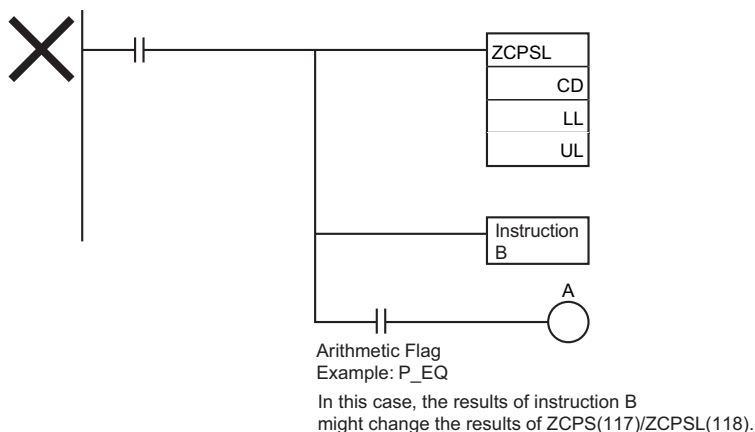 ZCPSL
CD
LL
UL
Instruction
B
A
Arithmetic Flag
Example: P_EQ
In this case, the results of instruction B
might change the results of ZCPS(117)/ZCPSL(118).